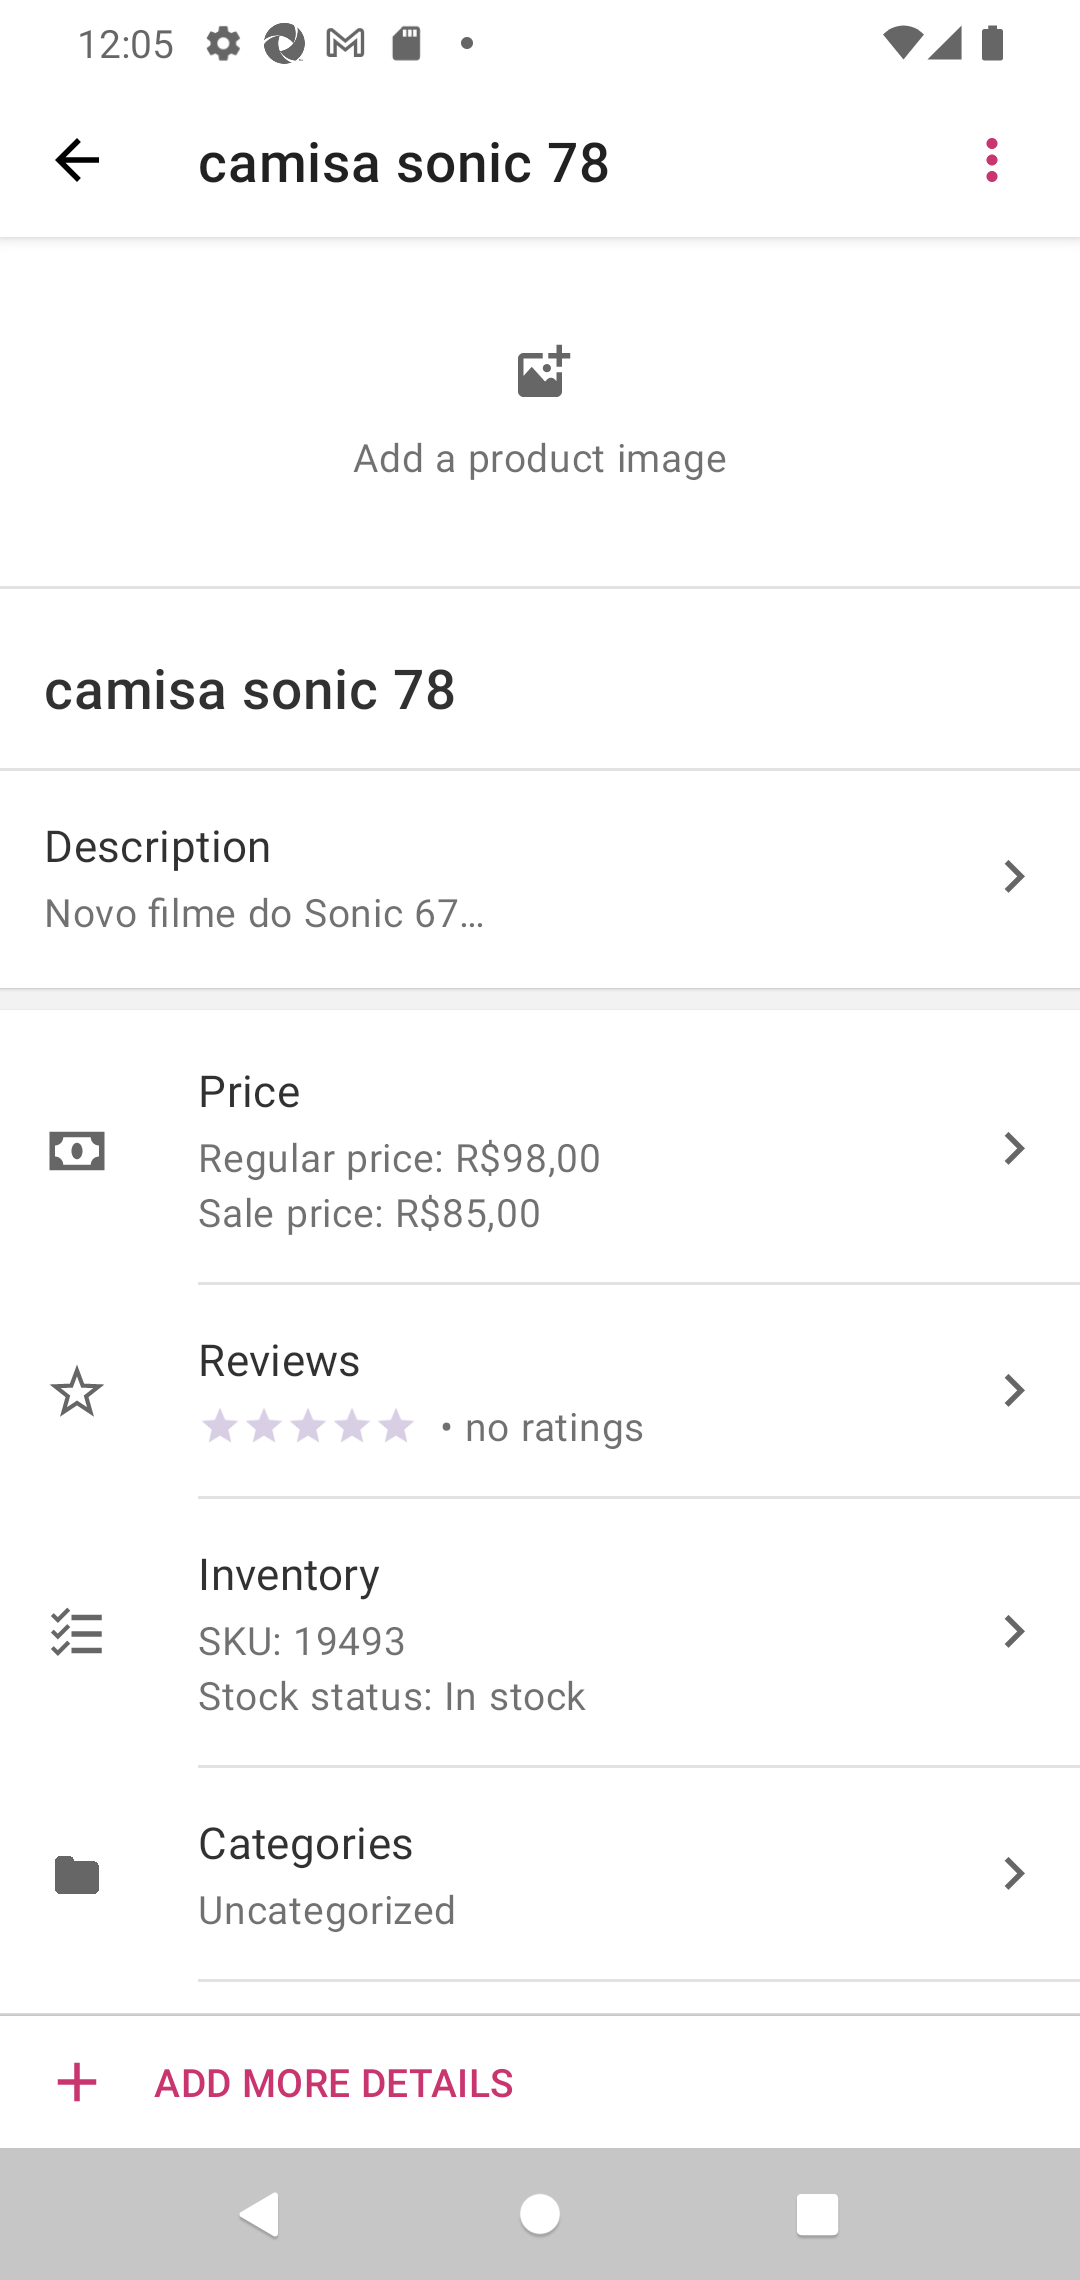 12:05
camisa sonic 78
Add a product image
camisa sonic 78
Description
Novo filme do Sonic 67…
Price
Regular price: R$98,00
Sale price: R$85,00
Reviews
• no ratings
Inventory
SKU: 19493
Stock status: In stock
Categories
Uncategorized
ADD MORE DETAILS